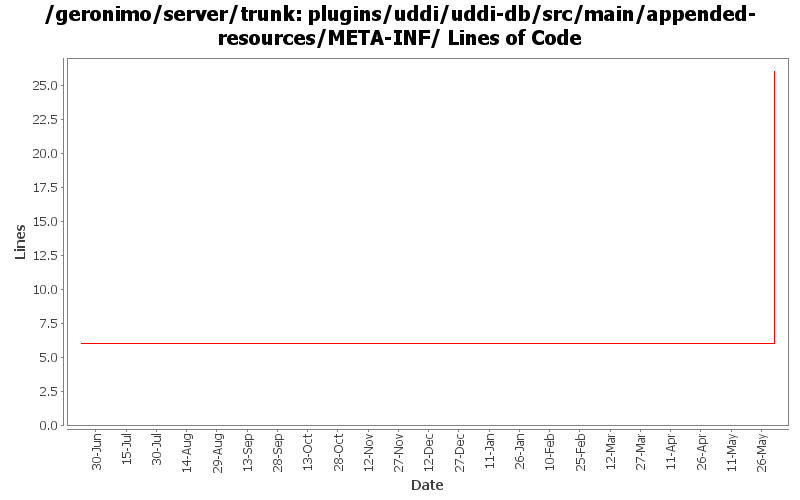 /geronimo/server/trunk: plugins/uddi/uddi-db/src/main/appended-
resources/META-INF/ Lines of Code
25.0
22.5
20.0
17.5
15.0
12.5
10.0
7.5
5.0
2.5
0.0
Lines
30-Jun
15-Jul
30-Jul
14-Aug
29-Aug
13-Sep
28-Sep
13-Oct
28-Oct
12-Nov
27-Nov
12-Dec
27-Dec
11-Jan
26-Jan
10-Feb
25-Feb
12-Mar
27-Mar
11-Apr
26-Apr
11-May
26-May
Date